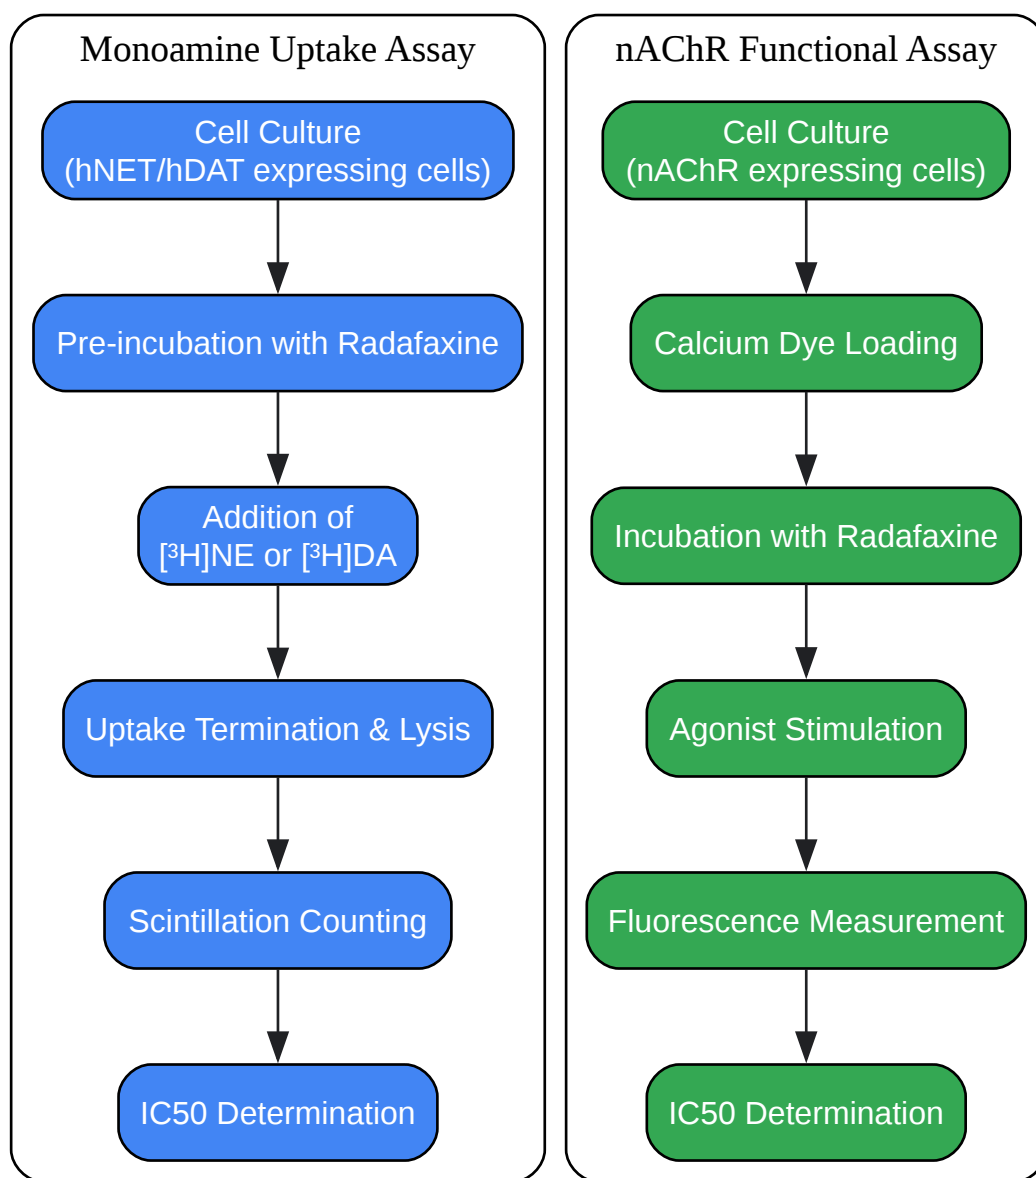 Monoamine Uptake Assay
Cell Culture
(hNET/hDAT expressing cells)
Pre-incubation with Radafaxine
Addition of
[³H]NE or [³H]DA
Uptake Termination & Lysis
Scintillation Counting
IC50 Determination
nAChR Functional Assay
Cell Culture
(nAChR expressing cells)
Calcium Dye Loading
Incubation with Radafaxine
Agonist Stimulation
Fluorescence Measurement
IC50 Determination